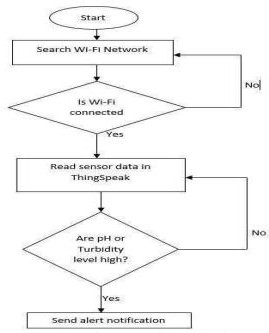 Start
Search WI-FI Network
No
Is Wi-Fi
connected
Yes
Read sensor data in
ThingSpeak
Are pH or
Turbidity
level high?
No
Yes
Send alert notification